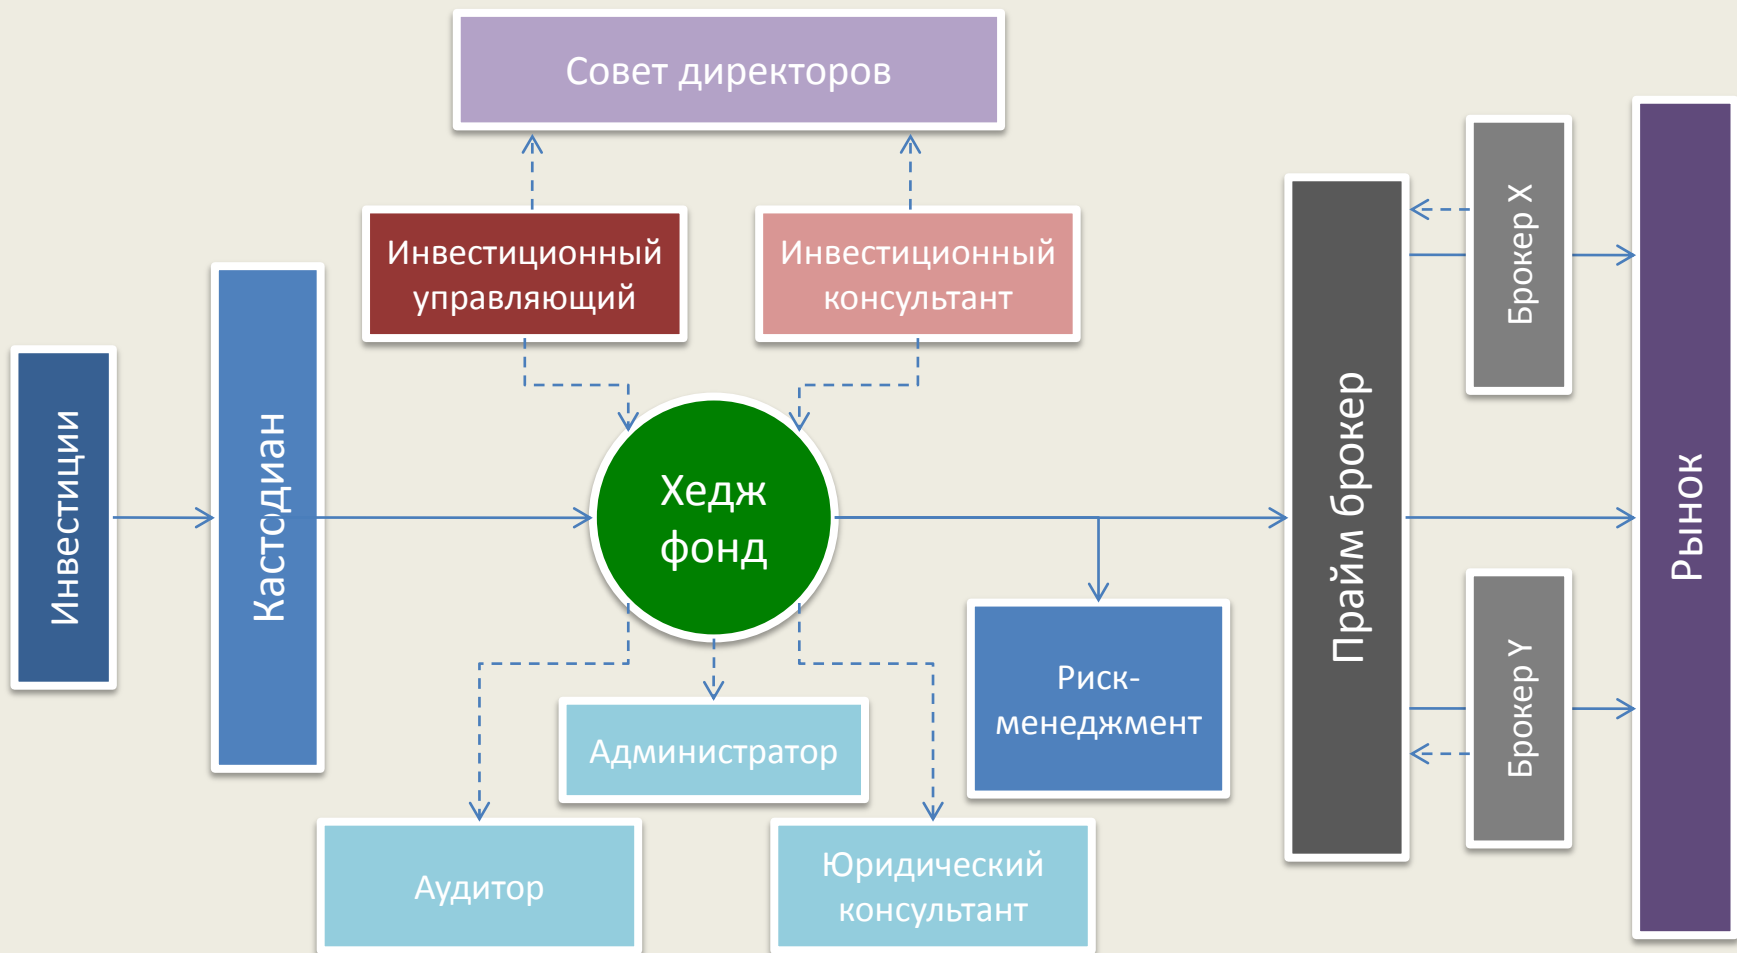 Совет директоров
Инвестиционный
управляющий
Инвестиционный
консультант
Инвестиции
Кастодиан
Хедж
фонд
Риск-
менеджмент
Администратор
Аудитор
Юридический
консультант
Прайм брокер
Брокер X
Брокер Y
Рынок